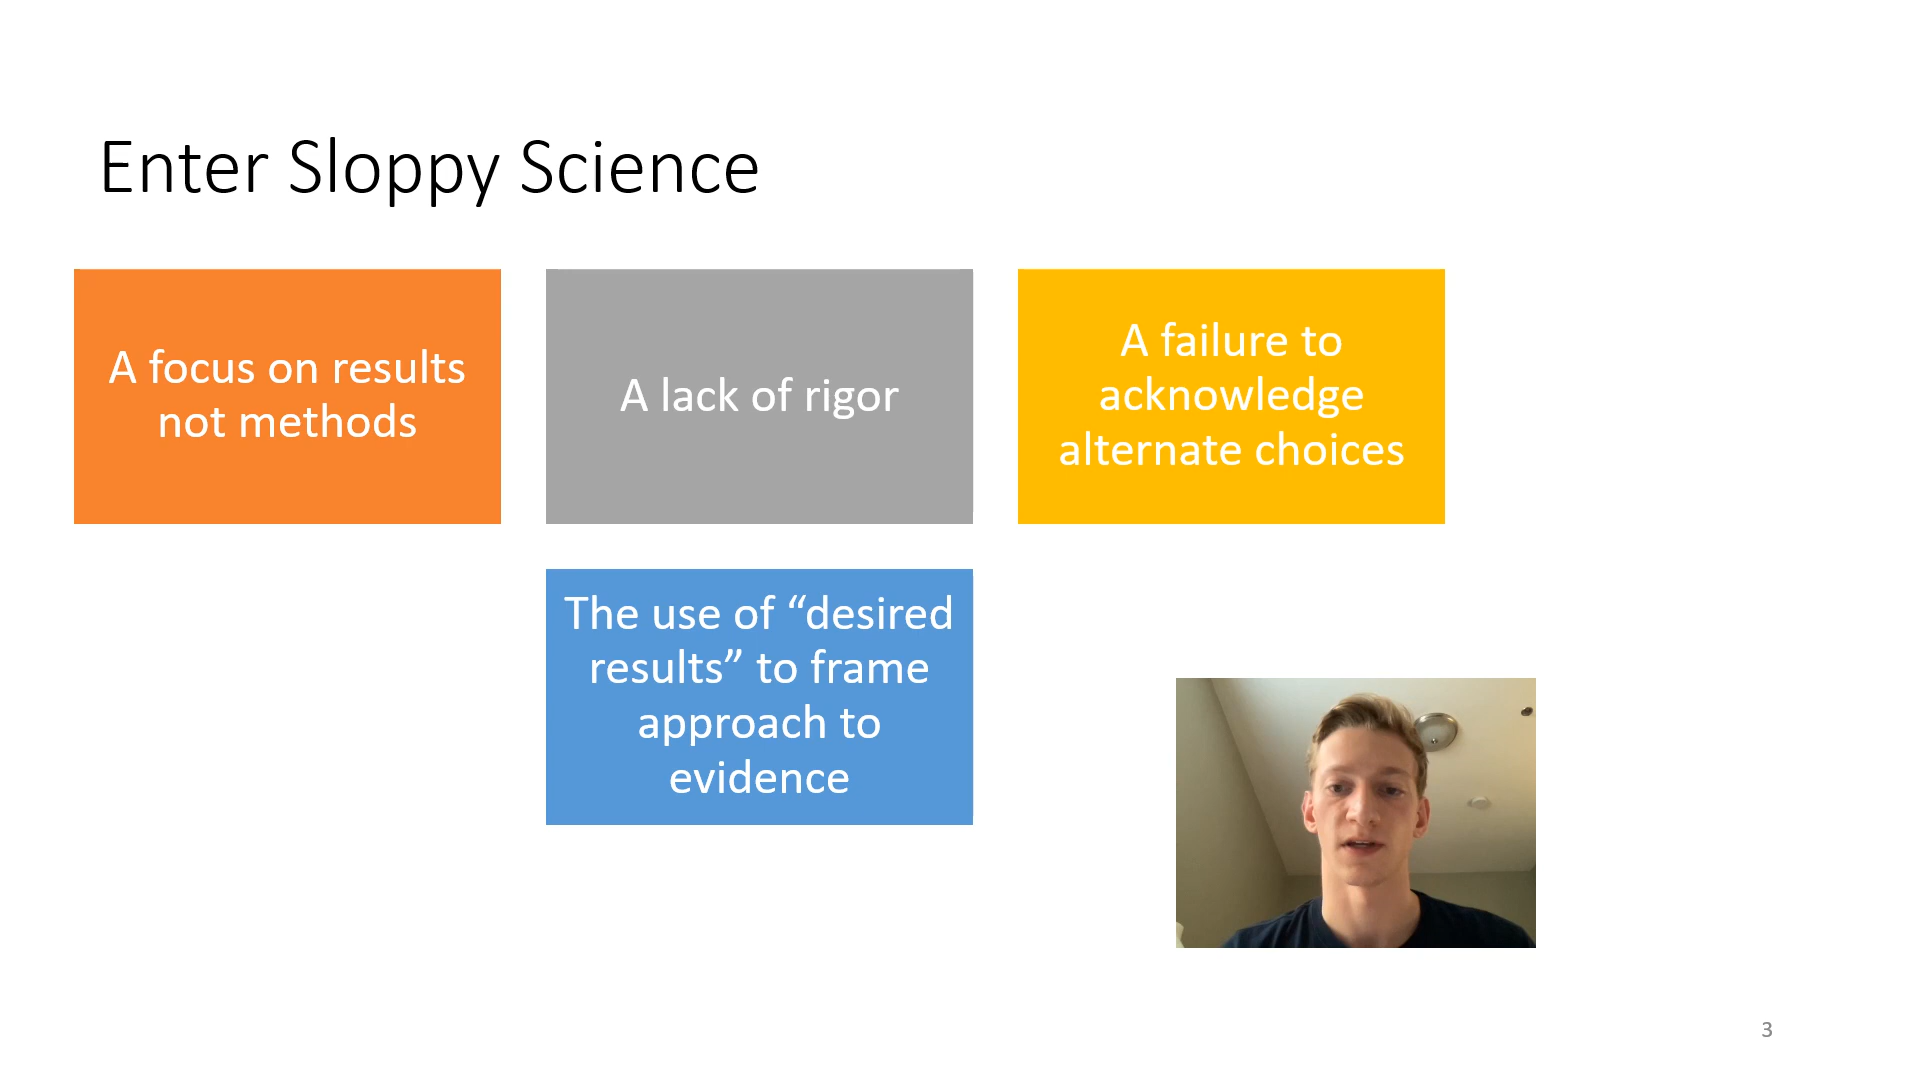 Enter Sloppy Science
A focus on results
not methods
A lack of rigor
A failure to
acknowledge
alternate choices
The use of “desired
results” to frame
approach to
evidence
3